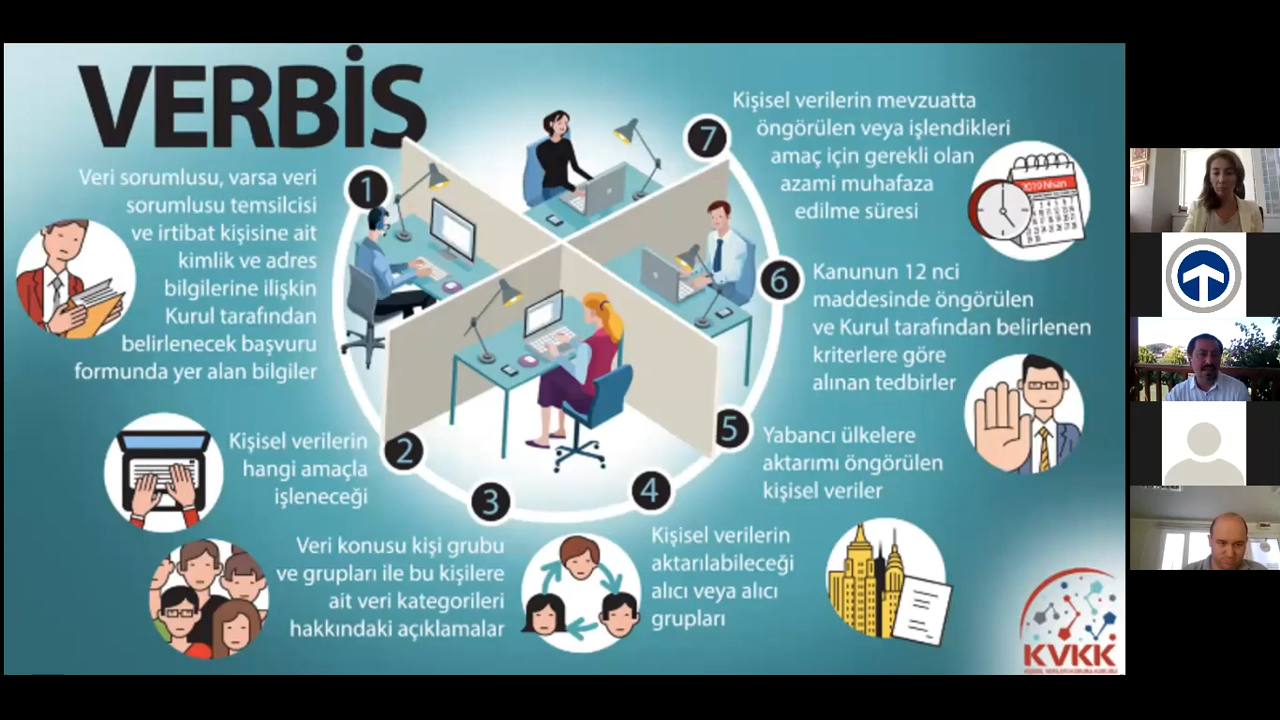 VERBİS
1
Veri sorumlusu, varsa veri
sorumlusu temsilcisi
ve irtibat kişisine ait
kimlik ve adres
bilgilerine ilişkin
Kurul tarafından
belirlenecek başvuru
formunda yer alan bilgiler
2
Kişisel verilerin
hangi amaçla
işleneceği
3
Veri konusu kişi grubu
ve grupları ile bu kişilere
ait veri kategorileri
hakkındaki açıklamalar
4
Kişisel verilerin
aktarılabileceği
alıcı veya alıcı
grupları
5
Yabancı ülkelere
aktarımı öngörülen
kişisel veriler
6
Kanunun 12 nci
maddesinde öngörülen
ve Kurul tarafından belirlenen
kriterlere göre
alınan tedbirler
7
Kişisel verilerin mevzuatta
öngörülen veya işlendikleri
amaç için gerekli olan
azami muhafaza
edilme süresi
2019 Nisan
KVKK